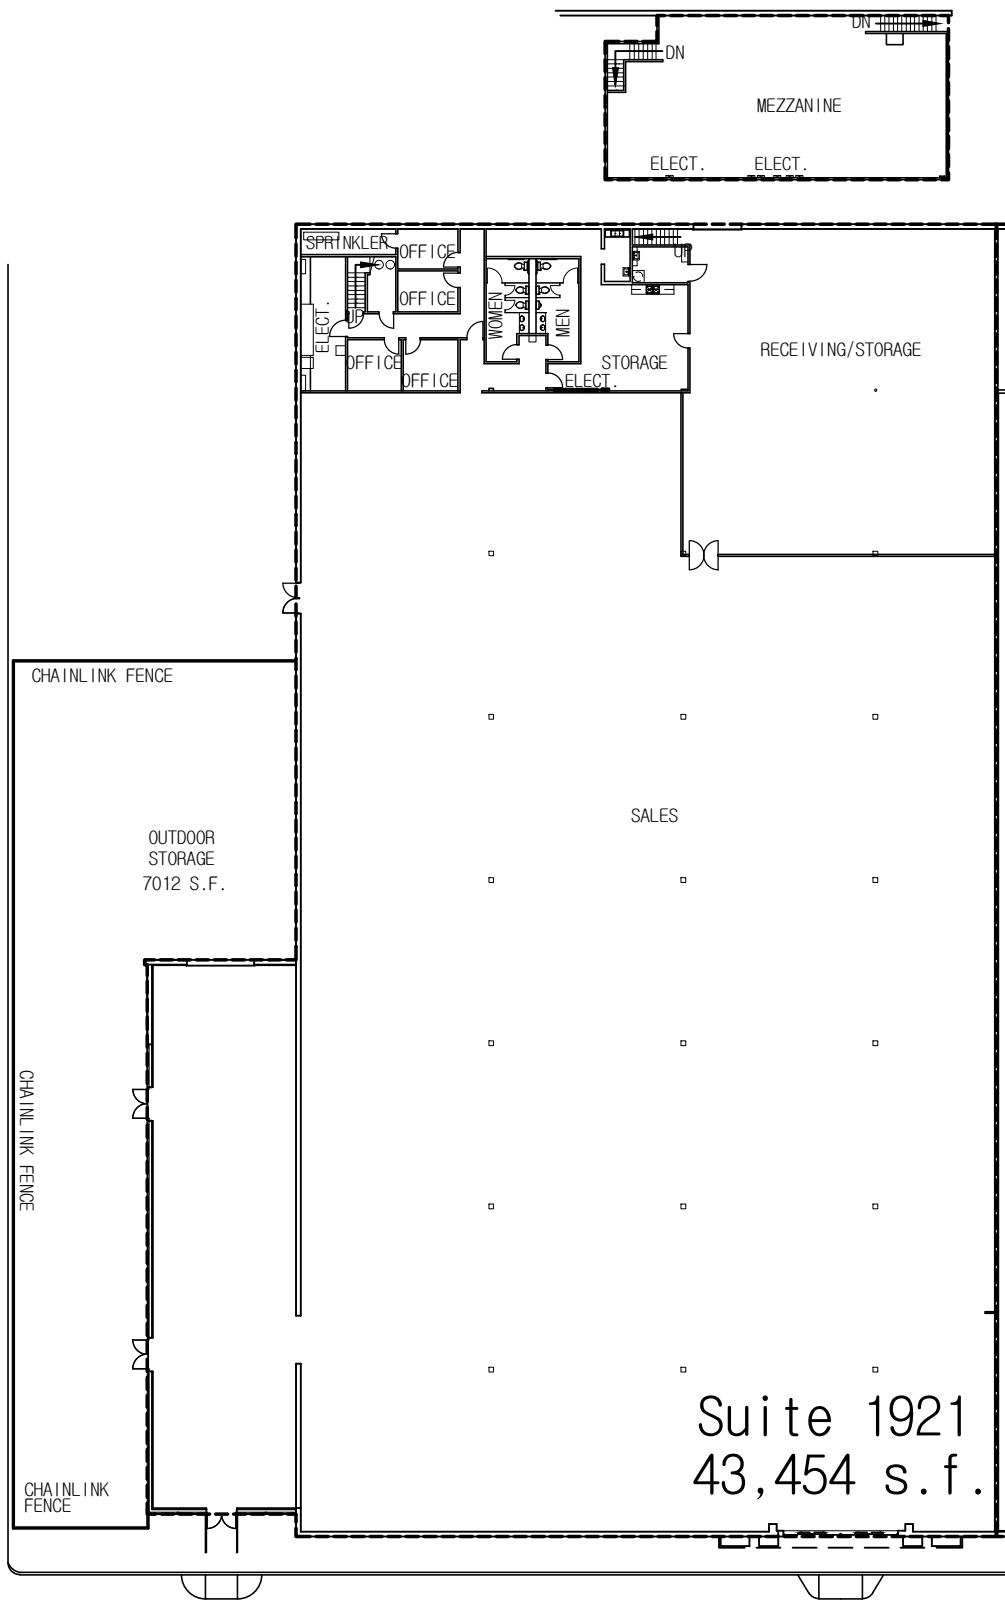 DN
DN
MEZZANINE
ELECT.
ELECT.
SPRINKLER
OFFICE
UP
OFFICE
ELECT.
UP
WOMEN
MEN
RECEIVING/STORAGE
OFFICE
STORAGE
OFFICE
ELECT.
CHAINLINK FENCE
SALES
OUTDOOR
STORAGE
7012 S.F.
CHAINLINK FENCE
Suite 1921
43,454 s.f.
CHAINLINK
FENCE